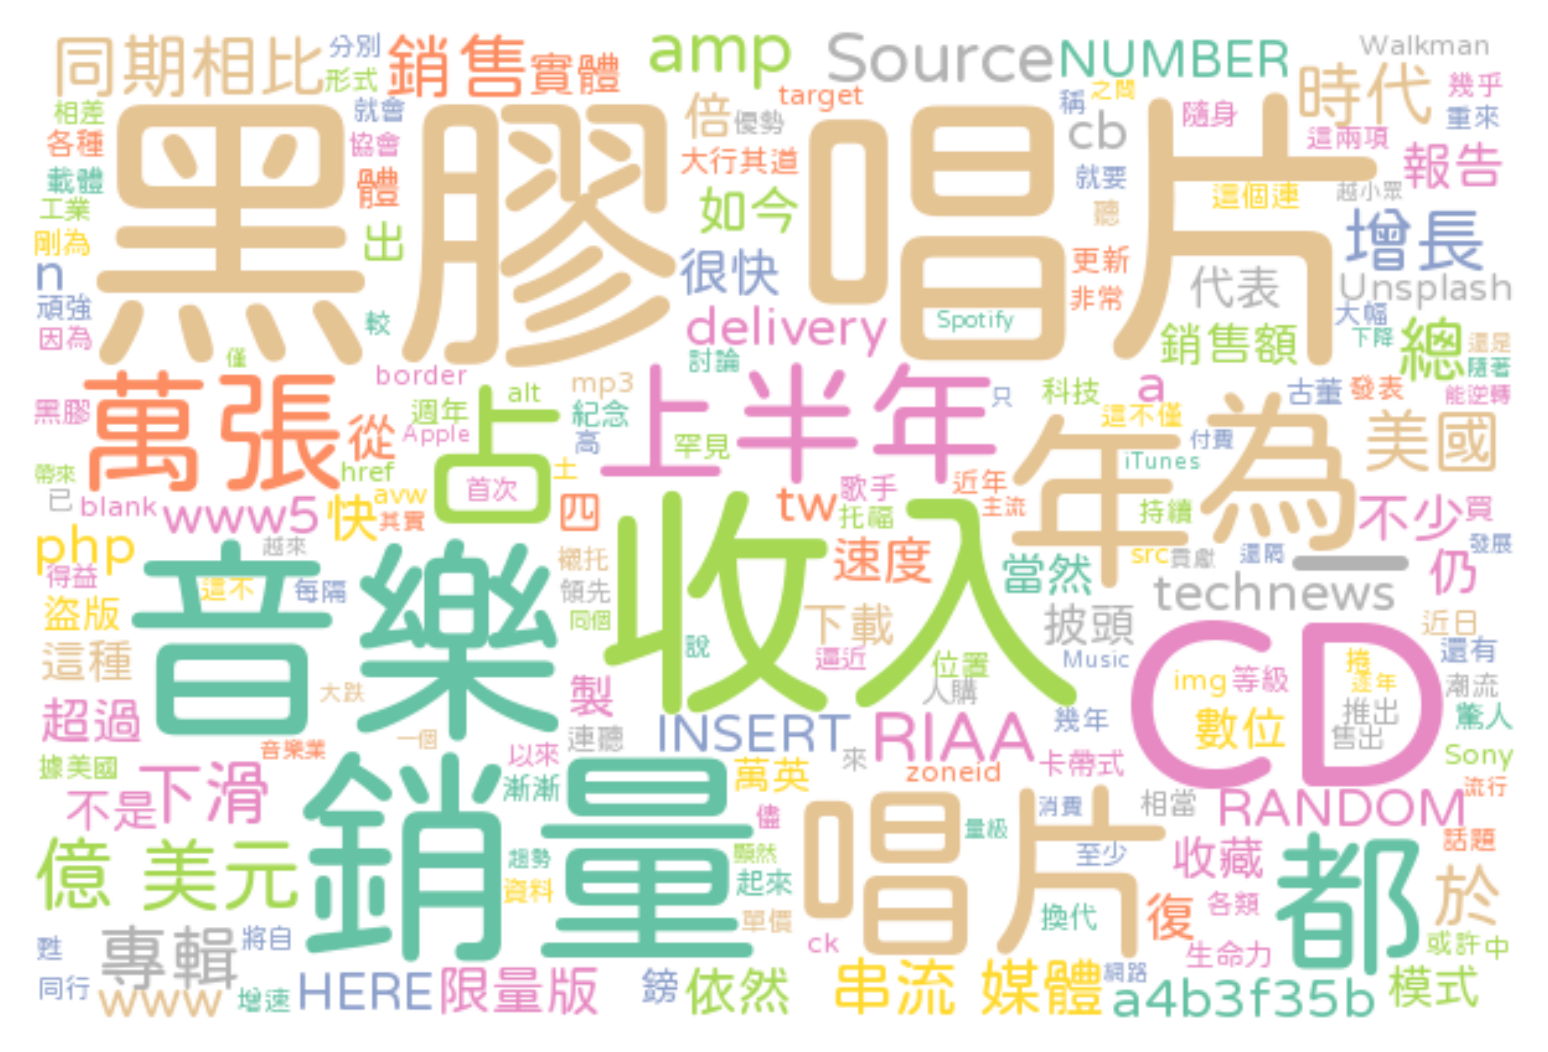 同期相比 分別 形式 銷售 實體 amp Source NUMBER Walkman
時代 幾乎 重來
相差 就會 倍 優勢 target 稱 之間 隨身 這兩項
各種 協會 大行其道 cb 報告
載體 體 就要 越小眾
黑膠唱片
工業 如今 聽 這個連 增長
剛為 出 很快 更新
n 非常 代表 Unsplash
頑強 較 delivery Spotify 大幅
因為 銷售額 下降 總 還是
僅 討論 隨著
border alt mp3 上半年 只 科技 a 古董 發表 能逆轉
黑膠 萬張 從 週年 紀念 這不僅 美國
Apple 占 高 罕見 年為 付費
帶來 href 土 iTunes
已 blank www5 快 avw 首次 四 tw 歌手 近年 不少 買
其實 托福 主流 持續
php 越來 收入 速度 src 貢獻 還隔 發展
得益 音樂 這不 每隔 襯托 當然 仍
盜版 領先 下載 technews
同個 披頭 近日
這種 說 逼近 位置 Music CD 捲 還有
大跌 製 人購 img 等級 逐年 潮流
超過 一個 INSERT RIAA 幾年 數位 推出 驚人
音樂業 連聽 售出
據美國 以來 來 卡帶式 Sony
下滑 漸漸 萬英 zoneid 流行
不是 銷量 儘 唱片 消費 相當 RANDOM
量級 話題
億 美元 趨勢 顯然 至少 收藏 都
資料 起來 於
單價 換代 復 各類
甦 專輯 將自 ck 生命力 或許 中
同行 www 增速 HERE 限量版 鎊 依然 串流 媒體 網路 a4b3f35b 模式